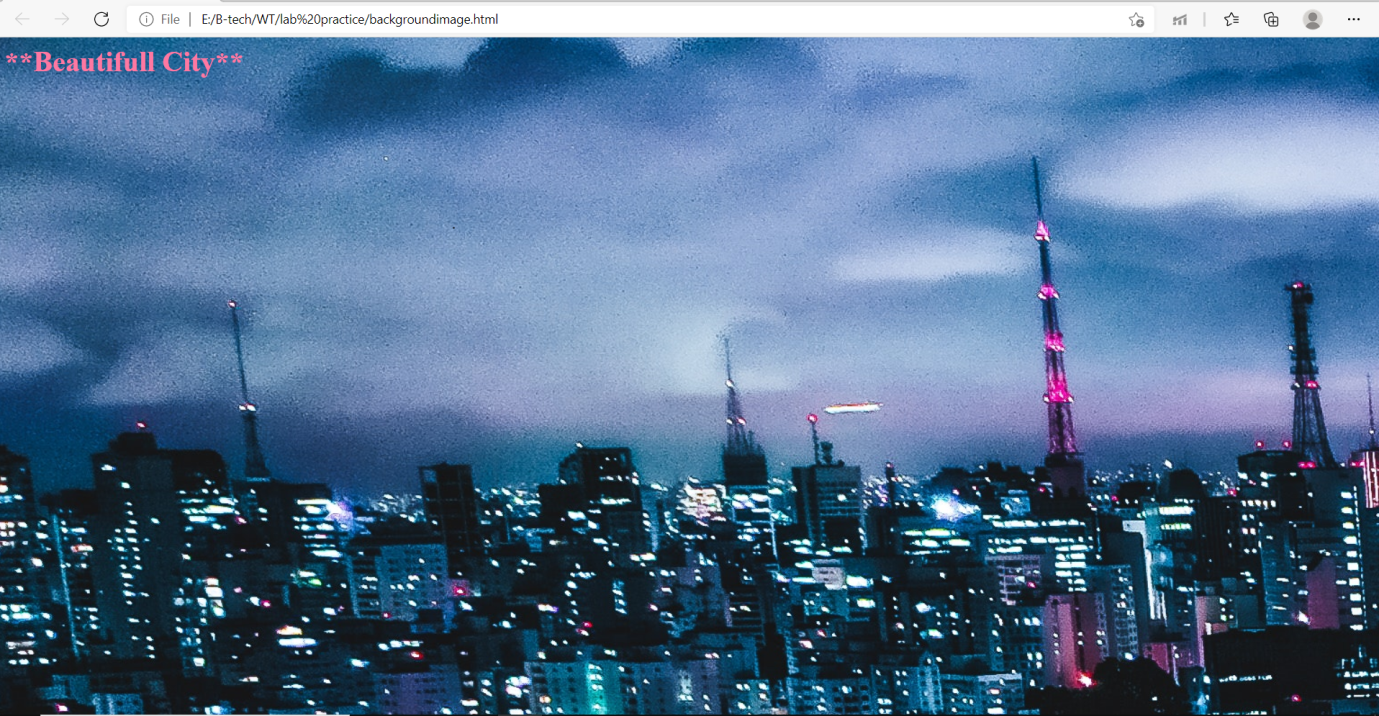 File
E:/B-tech/WT/lab%20practice/backgroundimage.html
**Beautifull City**